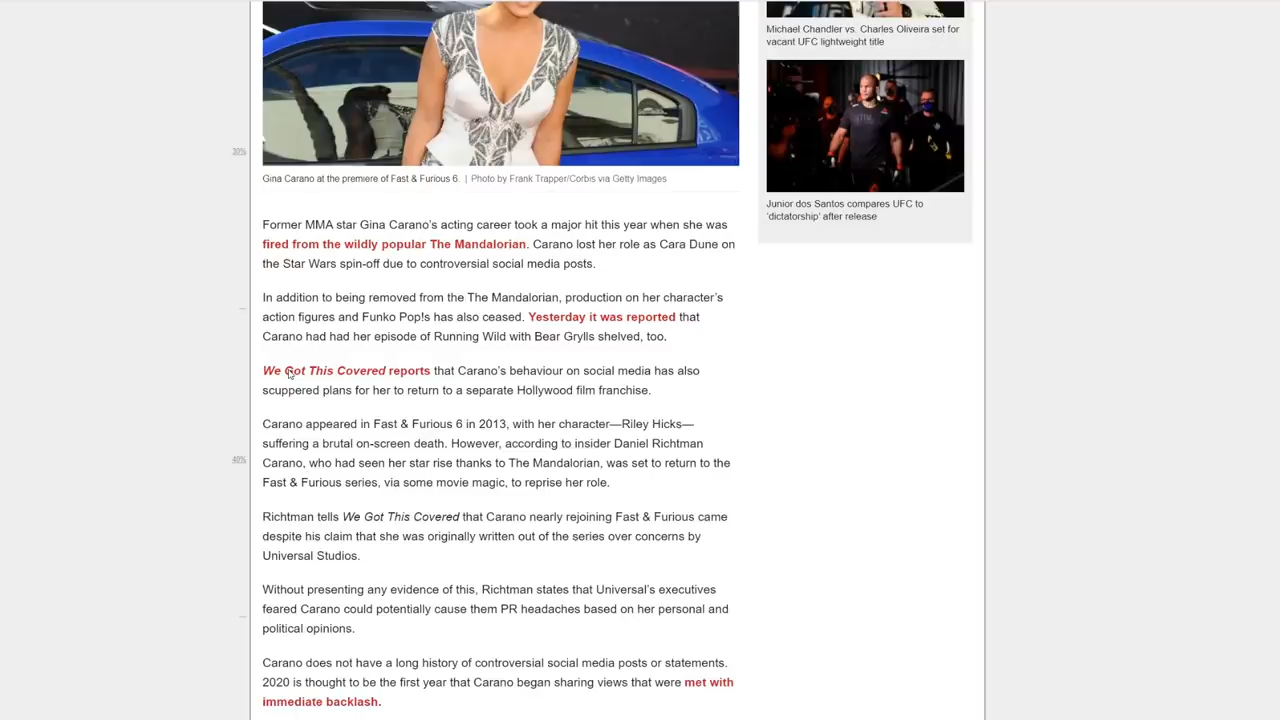 Michael Chandler vs. Charles Oliveira set for
vacant UFC lightweight title
30%
Gina Carano at the premiere of Fast & Furious 6. | Photo by Frank Trapper/Corbis via Getty Images
Junior dos Santos compares UFC to
'dictatorship' after release
Former MMA star Gina Carano's acting career took a major hit this year when she was
fired from the wildly popular The Mandalorian. Carano lost her role as Cara Dune on
the Star Wars spin-off due to controversial social media posts.
In addition to being removed from the The Mandalorian, production on her character's
action figures and Funko Pop!s has also ceased. Yesterday it was reported that
Carano had had her episode of Running Wild with Bear Grylls shelved, too.
We Got This Covered reports that Carano's behaviour on social media has also
scuppered plans for her to return to a separate Hollywood film franchise.
Carano appeared in Fast & Furious 6 in 2013, with her character—Riley Hicks—
suffering a brutal on-screen death. However, according to insider Daniel Richtman
40%
Carano, who had seen her star rise thanks to The Mandalorian, was set to return to the
Fast & Furious series, via some movie magic, to reprise her role.
Richtman tells We Got This Covered that Carano nearly rejoining Fast & Furious came
despite his claim that she was originally written out of the series over concerns by
Universal Studios.
Without presenting any evidence of this, Richtman states that Universal's executives
feared Carano could potentially cause them PR headaches based on her personal and
political opinions.
Carano does not have a long history of controversial social media posts or statements.
2020 is thought to be the first year that Carano began sharing views that were met with
immediate backlash.